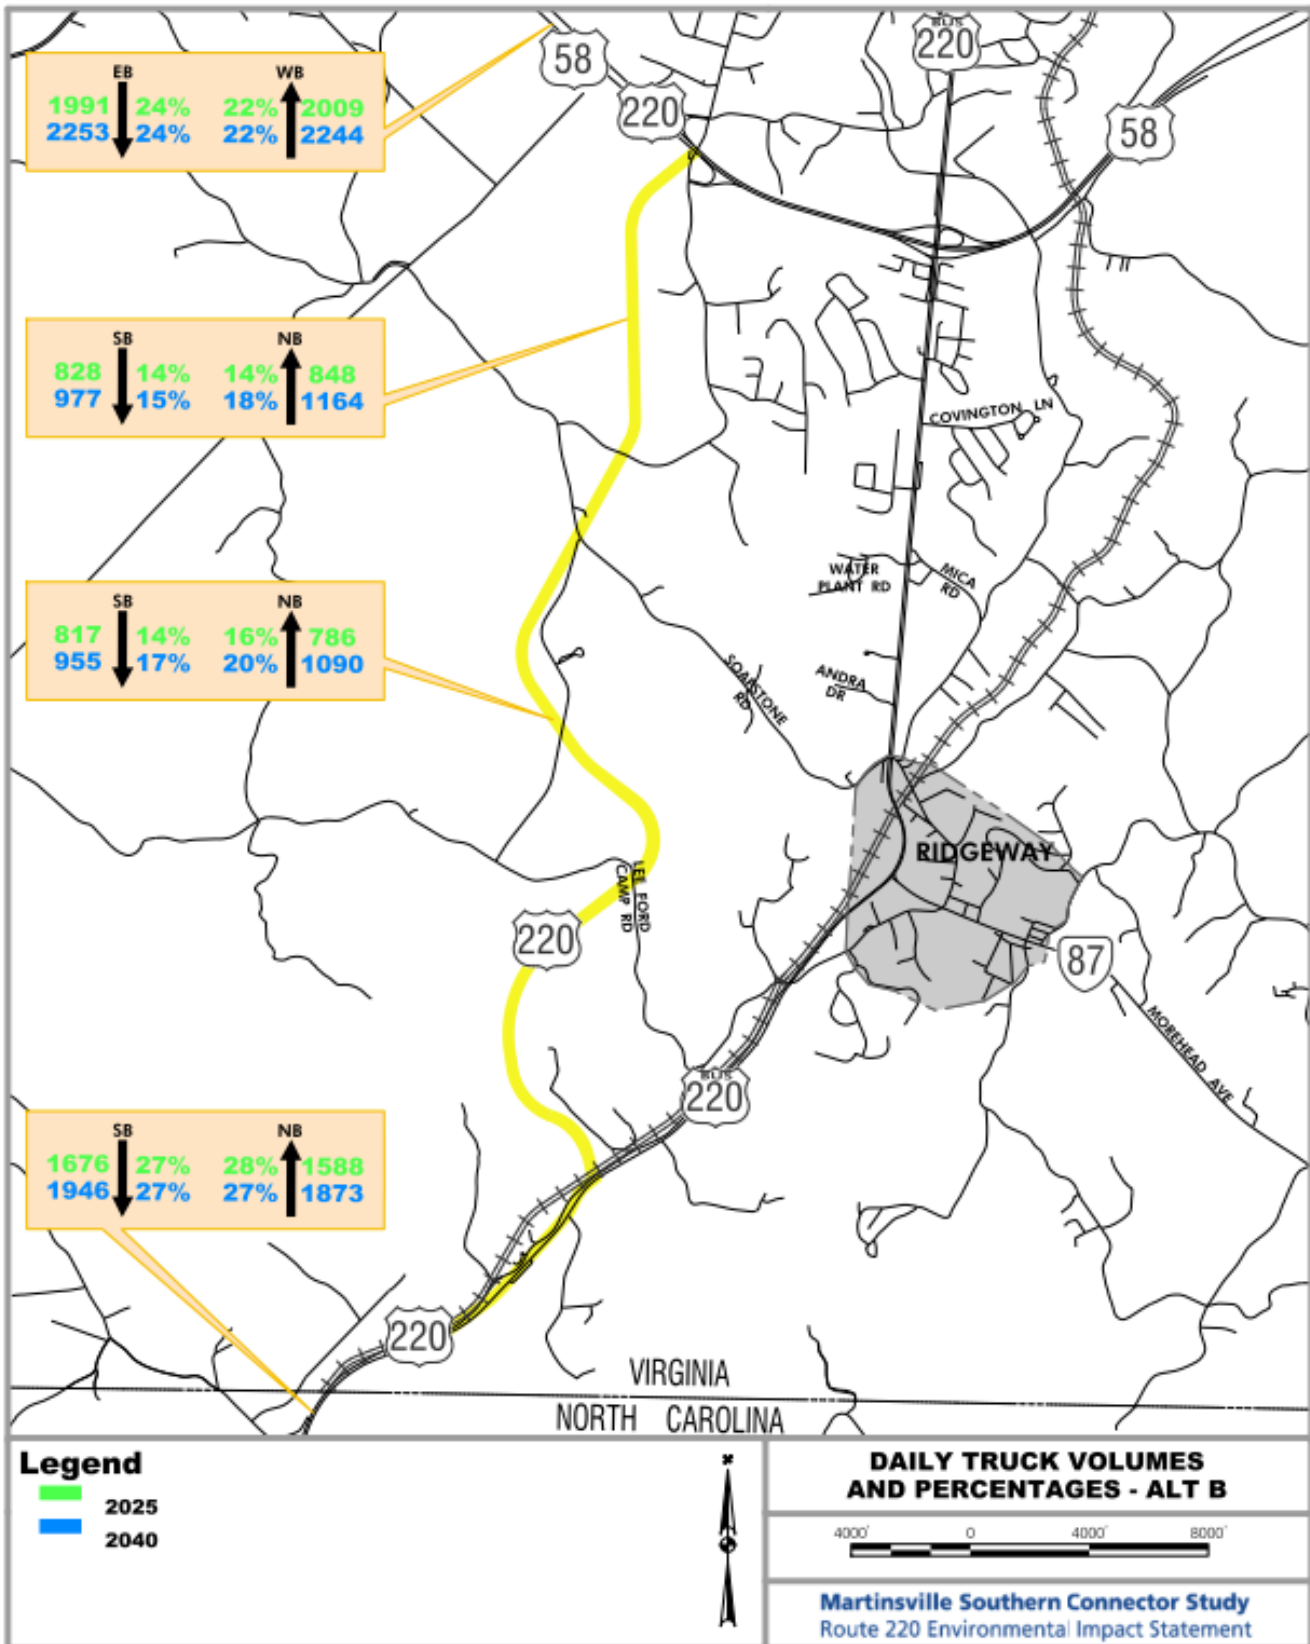 58
220
BUS
220
58
EB WB
1991 24% 22% 2009
2253 24% 22% 2244
SB NB
828 14% 14% 848
977 15% 18% 1164
COVINGTON LN
WATER
PLANT RD
MICA
RD
SB NB
817 14% 16% 786
955 17% 20% 1090
SOAPSTONE
RD
ANDRA
DR
RIDGEWAY
LEE FORD
CAMP RD
220
87
MOREHEAD AVE
BUS
220
SB NB
1676 27% 28% 1588
1946 27% 27% 1873
220
VIRGINIA
NORTH CAROLINA
Legend
2025
2040
DAILY TRUCK VOLUMES
AND PERCENTAGES - ALT B
4000' 0 4000' 8000'
Martinsville Southern Connector Study
Route 220 Environmental Impact Statement